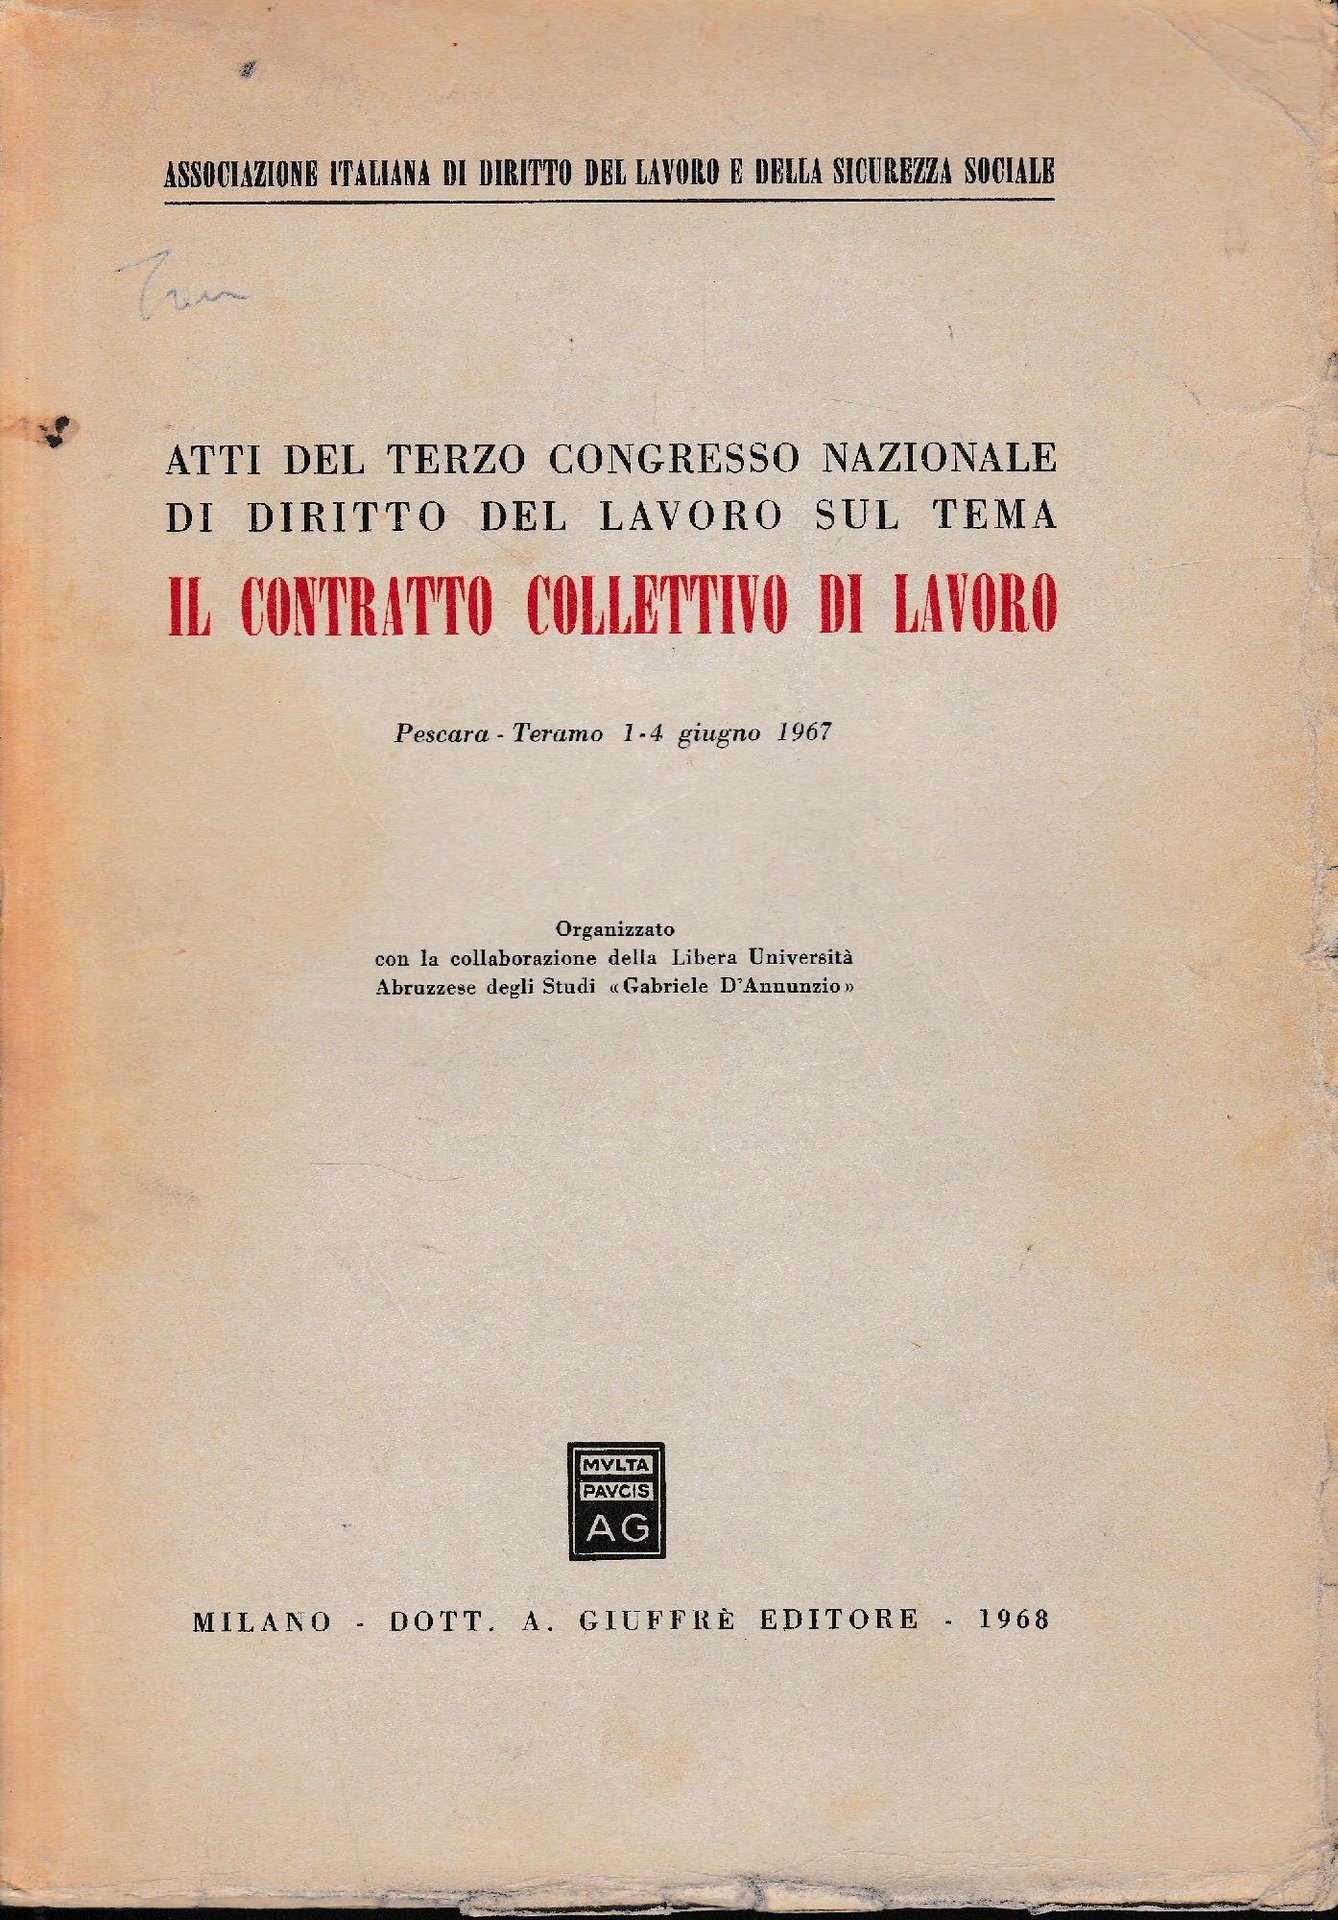 ASSOCIAZIONE ITALIANA DI DIRITTO DEL LAVORO E DELLA SICUREZZA SOCIALE
ATTI DEL TERZO CONGRESSO NAZIONALE
DI DIRITTO DEL LAVORO SUL TEMA
IL CONTRATTO COLLETTIVO DI LAVORO
Pescara - Teramo 1-4 giugno 1967
Organizzato
con la collaborazione della Libera Università
Abruzzese degli Studi «Gabriele D'Annunzio»
MVLTA
PAVCIS
AG
MILANO - DOTT. A. GIUFFRÈ EDITORE - 1968